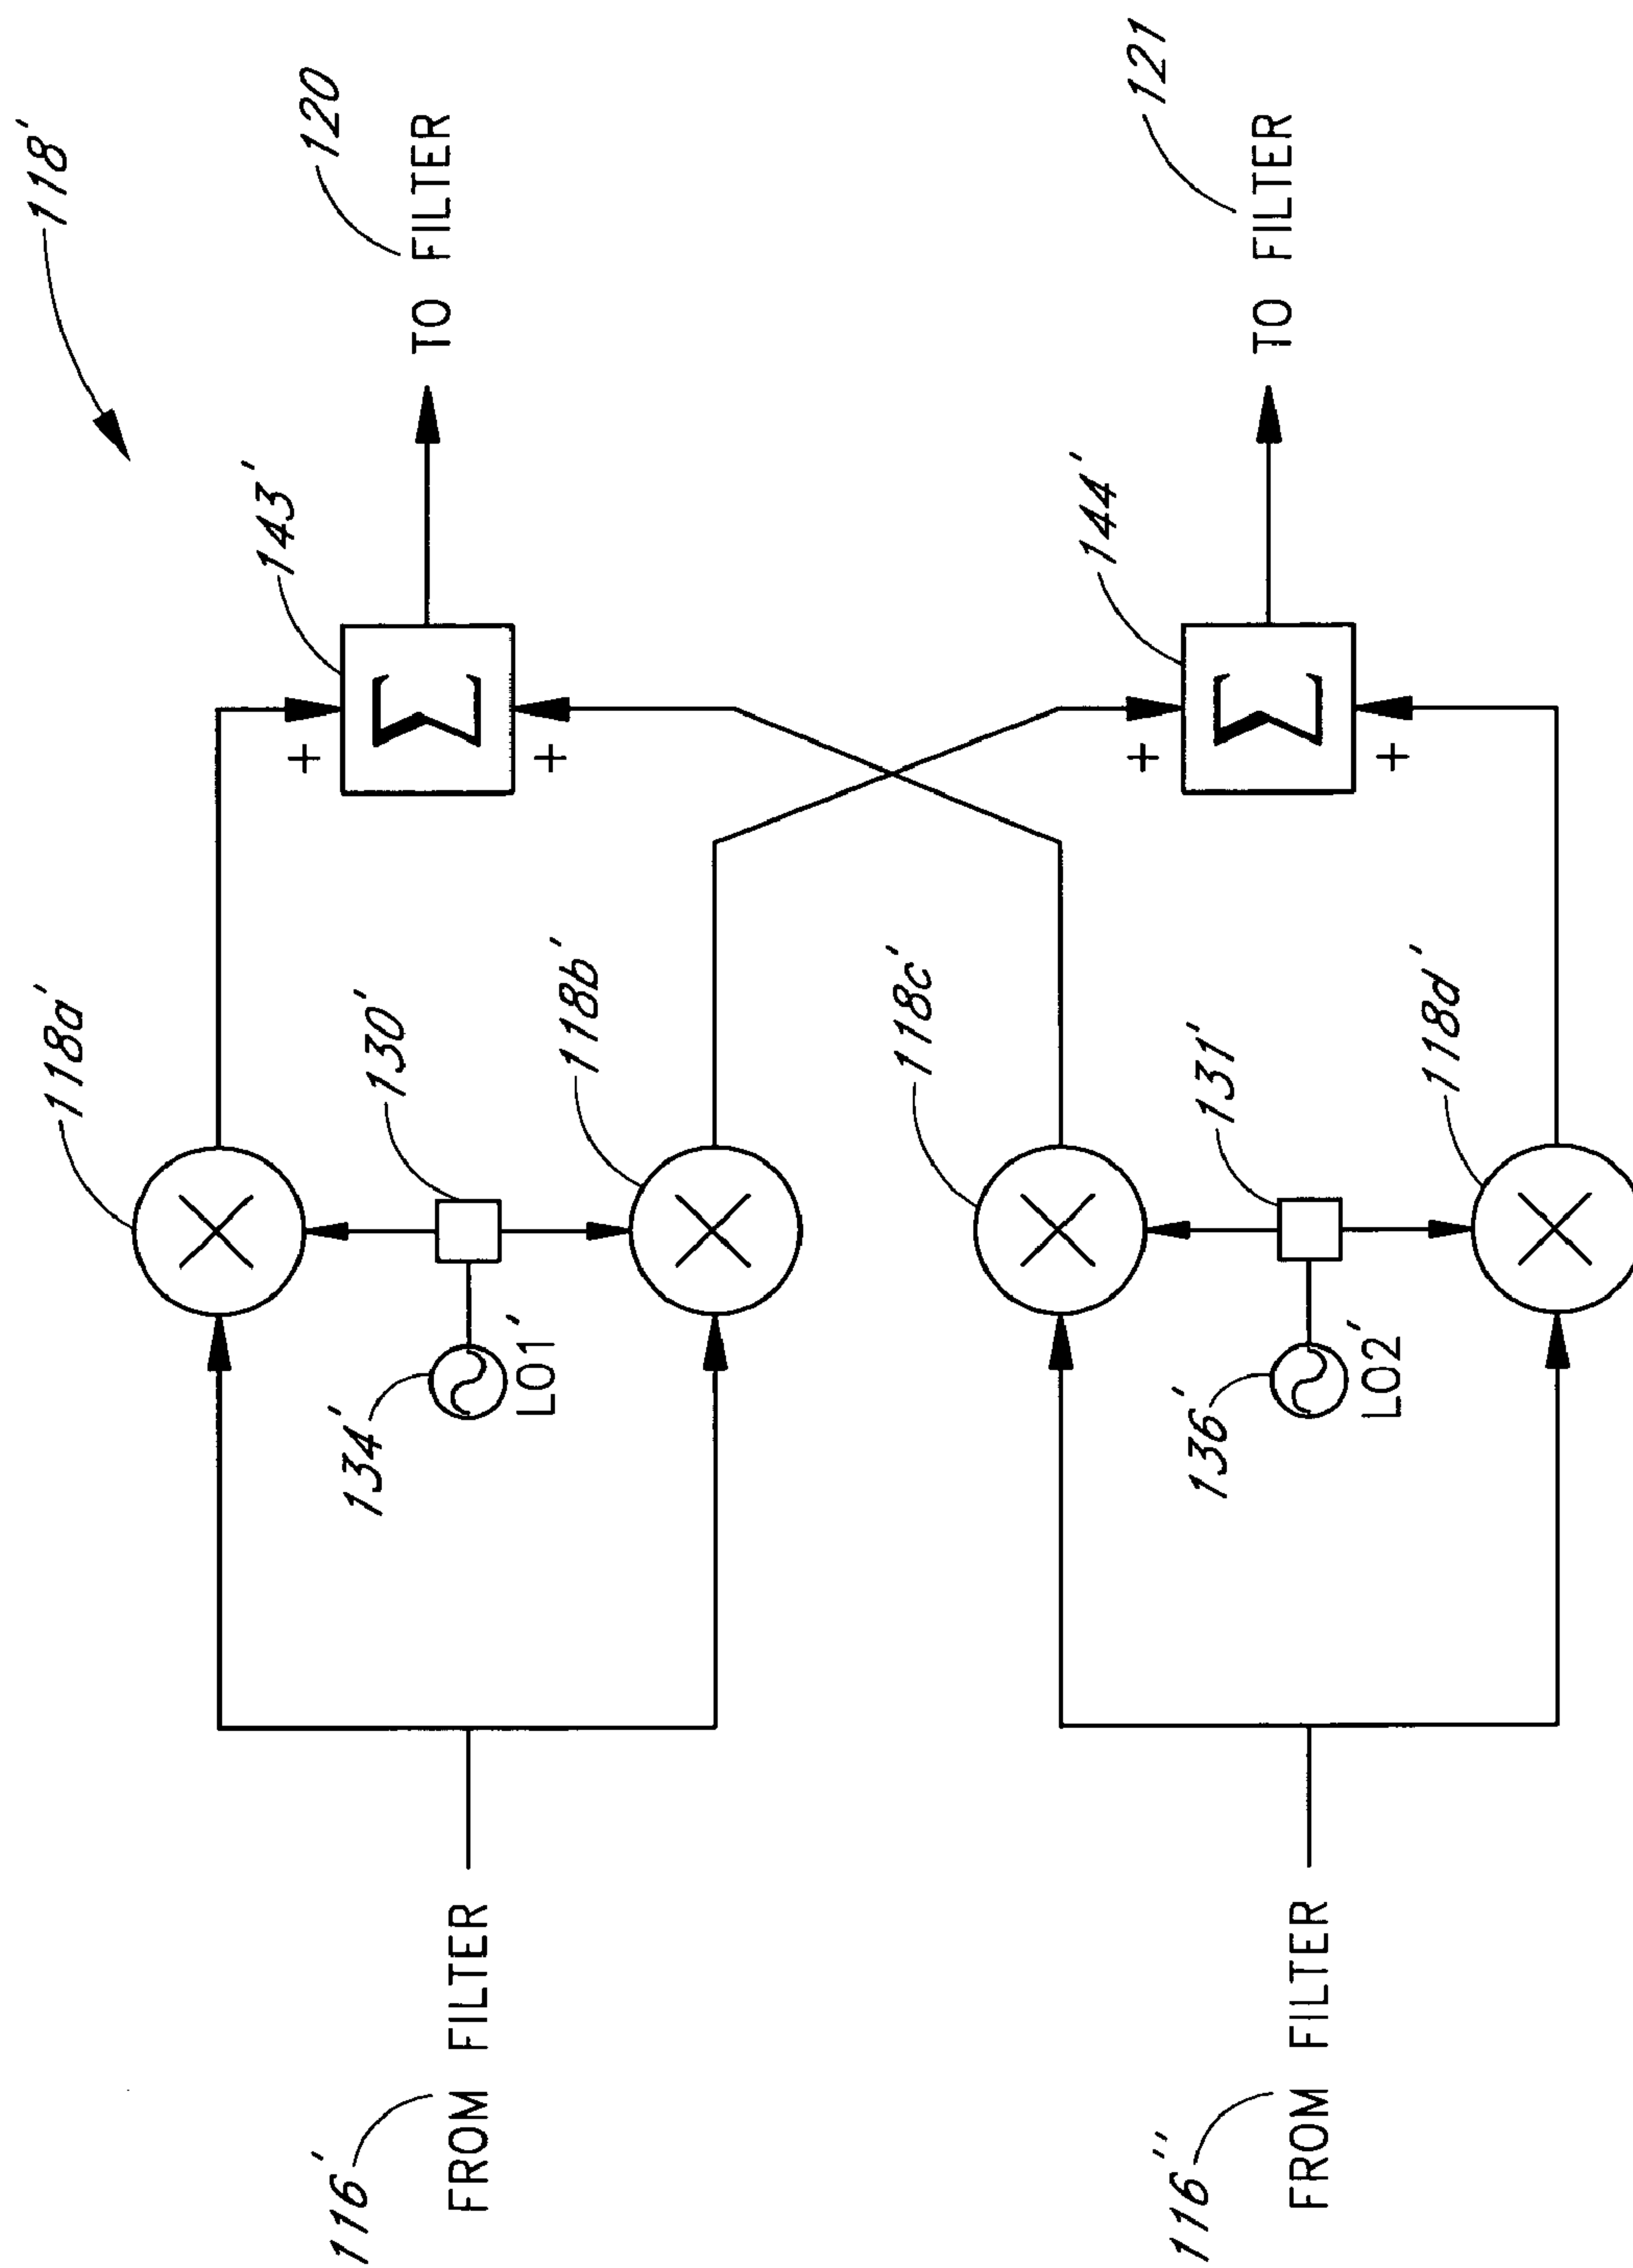 118'
116'
FROM FILTER
134'
LO1'
118a'
130'
118b'
143'
Σ
+
+
TO FILTER
120
116''
FROM FILTER
136'
LO2'
118c'
131'
118d'
144'
Σ
+
+
TO FILTER
121